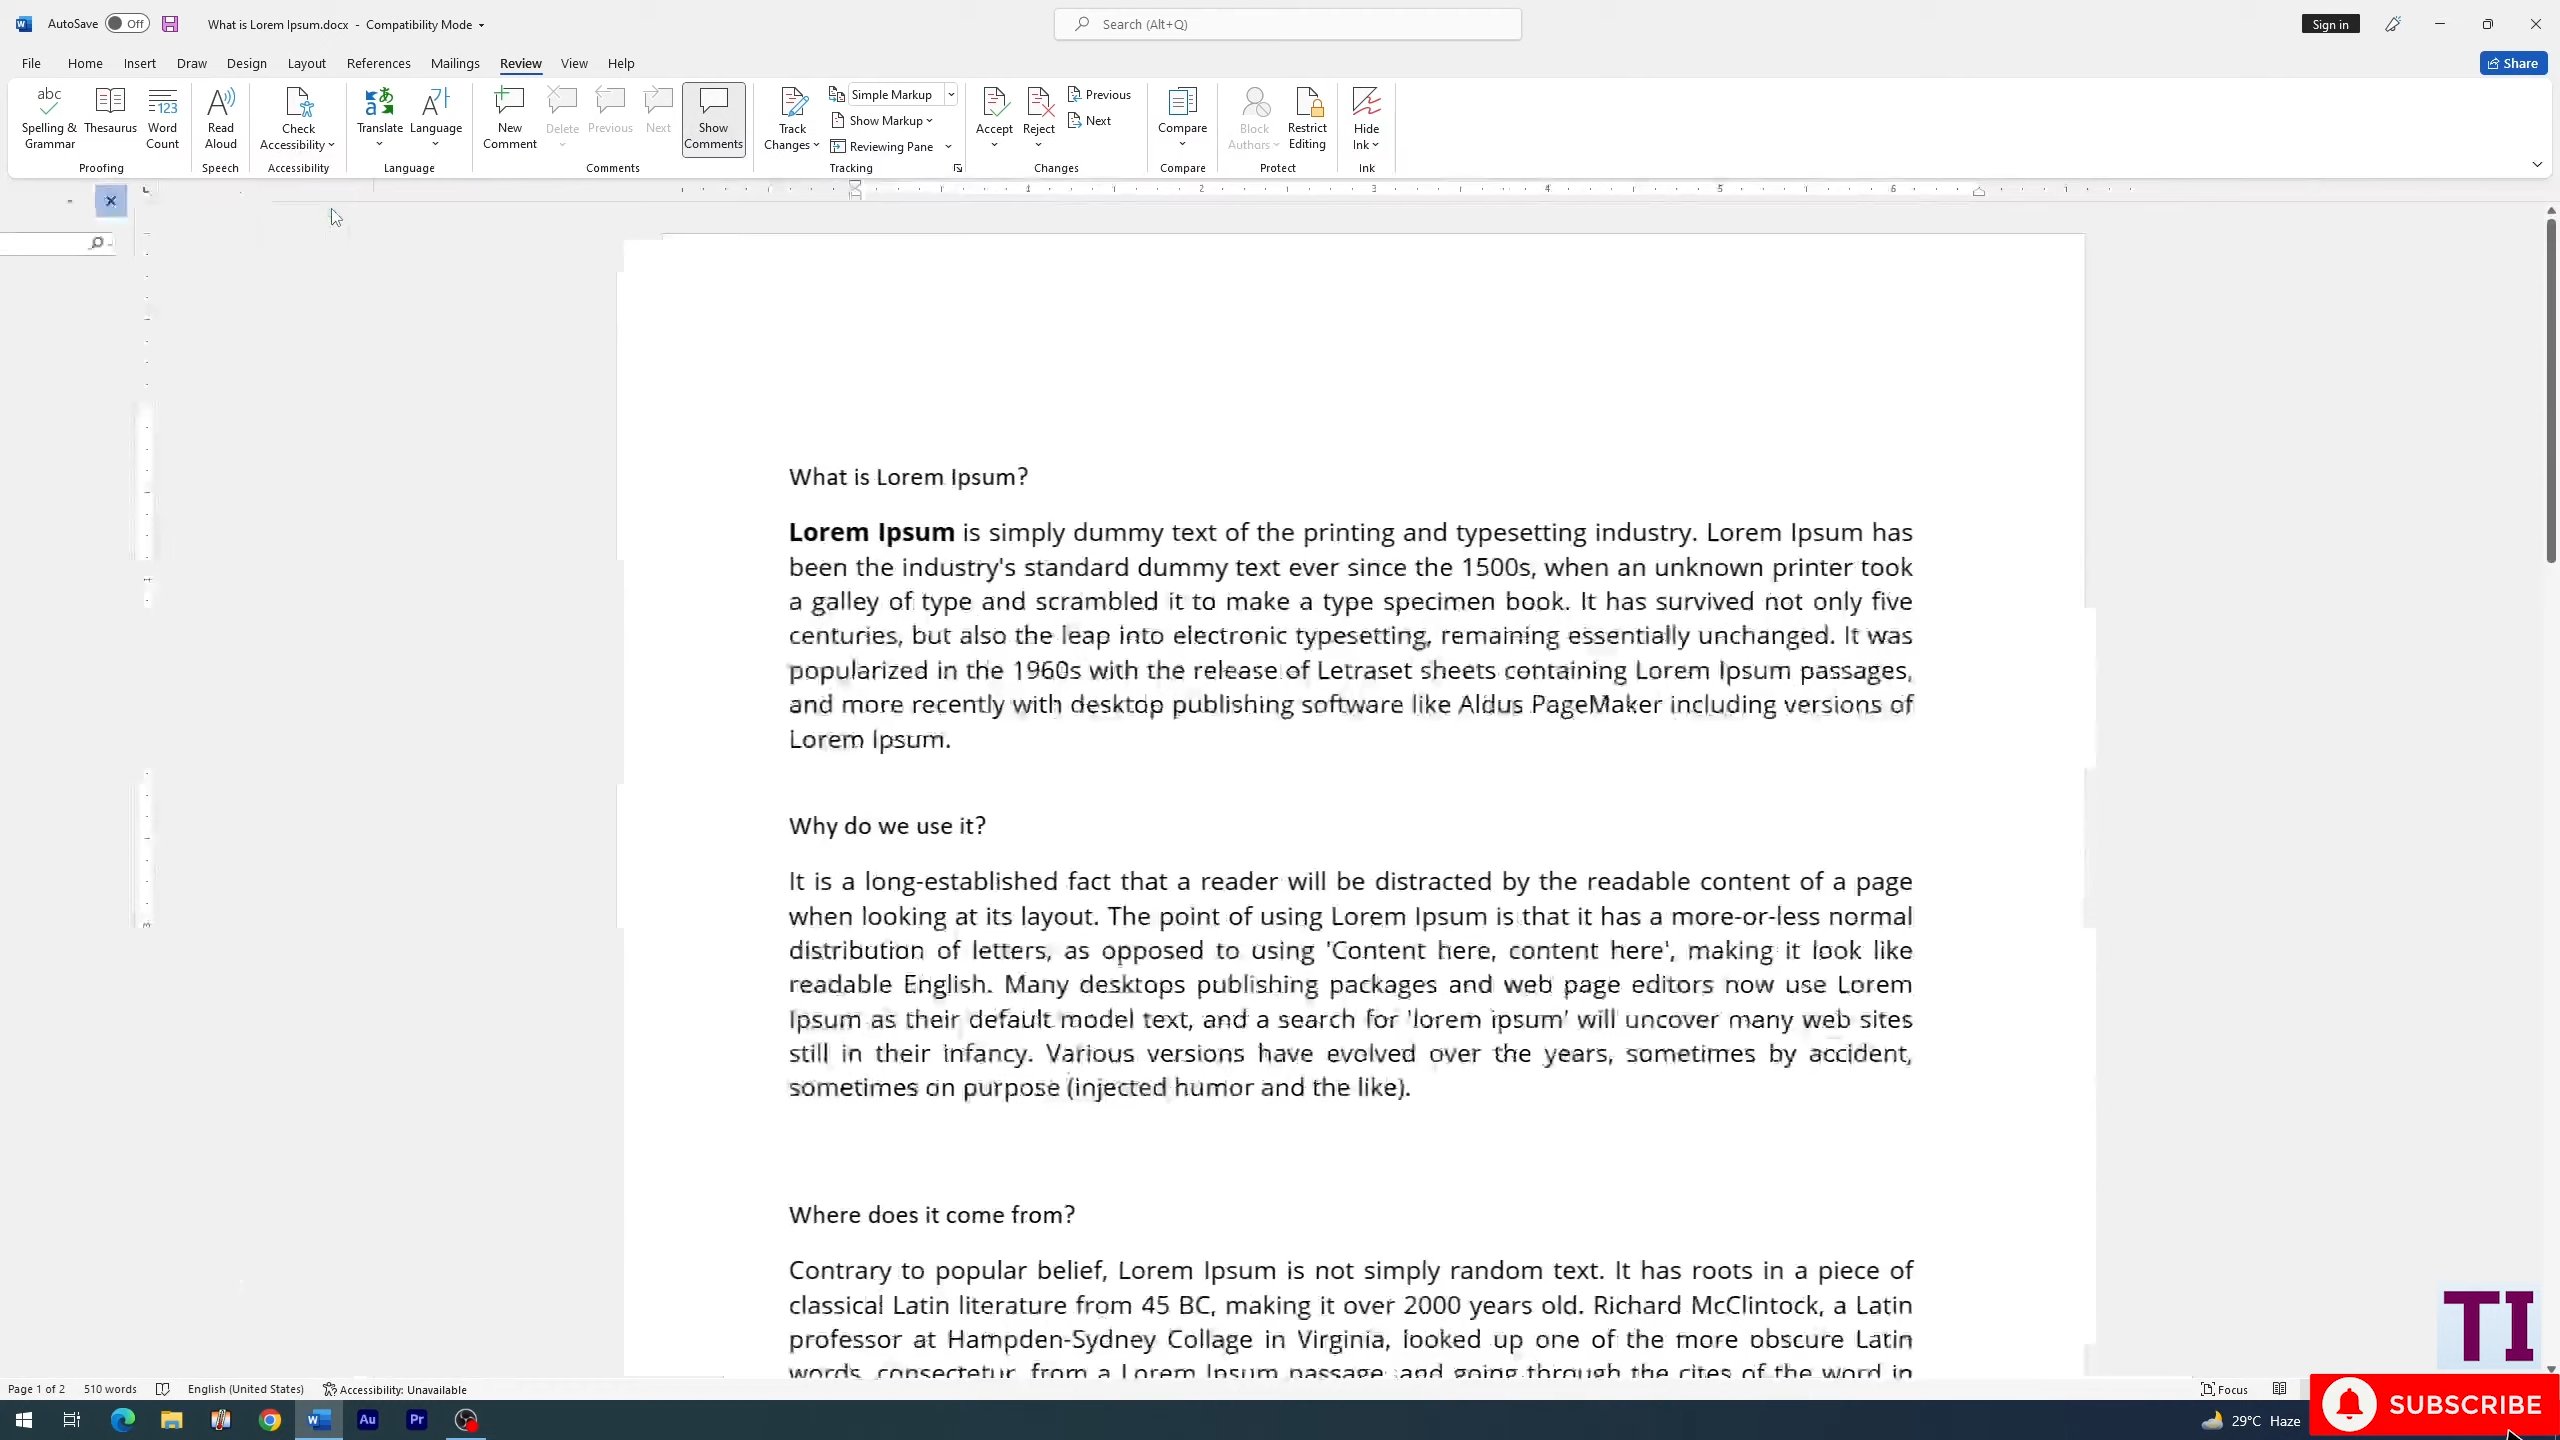 AutoSave Off What is Lorem Ipsum.docx - Compatibility Mode Search (Alt+Q) Sign in
File Home Insert Draw Design Layout References Mailings Review View Help Share
Spelling & Grammar Thesaurus Word Count Read Aloud Check Accessibility Translate Language New Comment Delete Previous Next Show Comments Track Changes Simple Markup Show Markup Reviewing Pane Accept Reject Previous Next Compare Block Authors Restrict Editing Hide Ink
Proofing Speech Accessibility Language Comments Tracking Changes Compare Protect Ink
What is Lorem Ipsum?
Lorem Ipsum is simply dummy text of the printing and typesetting industry. Lorem Ipsum has
been the industry's standard dummy text ever since the 1500s, when an unknown printer took
a galley of type and scrambled it to make a type specimen book. It has survived not only five
centuries, but also the leap into electronic typesetting, remaining essentially unchanged. It was
popularized in the 1960s with the release of Letraset sheets containing Lorem Ipsum passages,
and more recently with desktop publishing software like Aldus PageMaker including versions of
Lorem Ipsum.
Why do we use it?
It is a long-established fact that a reader will be distracted by the readable content of a page
when looking at its layout. The point of using Lorem Ipsum is that it has a more-or-less normal
distribution of letters, as opposed to using 'Content here, content here', making it look like
readable English. Many desktops publishing packages and web page editors now use Lorem
Ipsum as their default model text, and a search for 'lorem ipsum' will uncover many web sites
still in their infancy. Various versions have evolved over the years, sometimes by accident,
sometimes on purpose (injected humor and the like).
Where does it come from?
Contrary to popular belief, Lorem Ipsum is not simply random text. It has roots in a piece of
classical Latin literature from 45 BC, making it over 2000 years old. Richard McClintock, a Latin
professor at Hampden-Sydney Collage in Virginia, looked up one of the more obscure Latin
words, consectetur, from a Lorem Ipsum passage, and going through the cites of the word in
TI
Page 1 of 2 510 words English (United States) Accessibility: Unavailable Focus
Au Pr 29°C Haze SUBSCRIBE